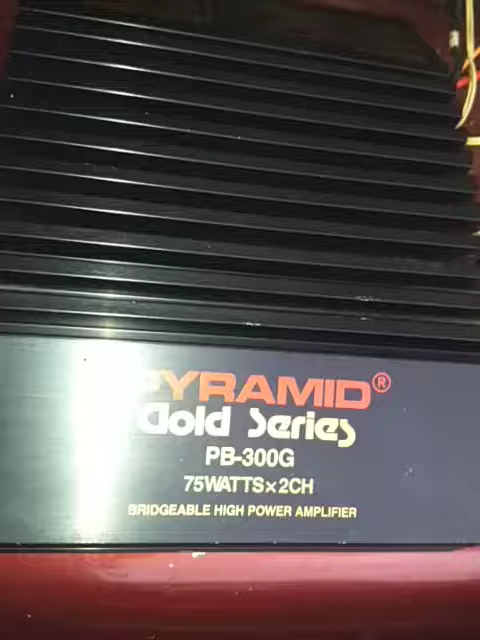 PYRAMID®
Gold Series
PB-300G
75WATTS×2CH
BRIDGEABLE HIGH POWER AMPLIFIER